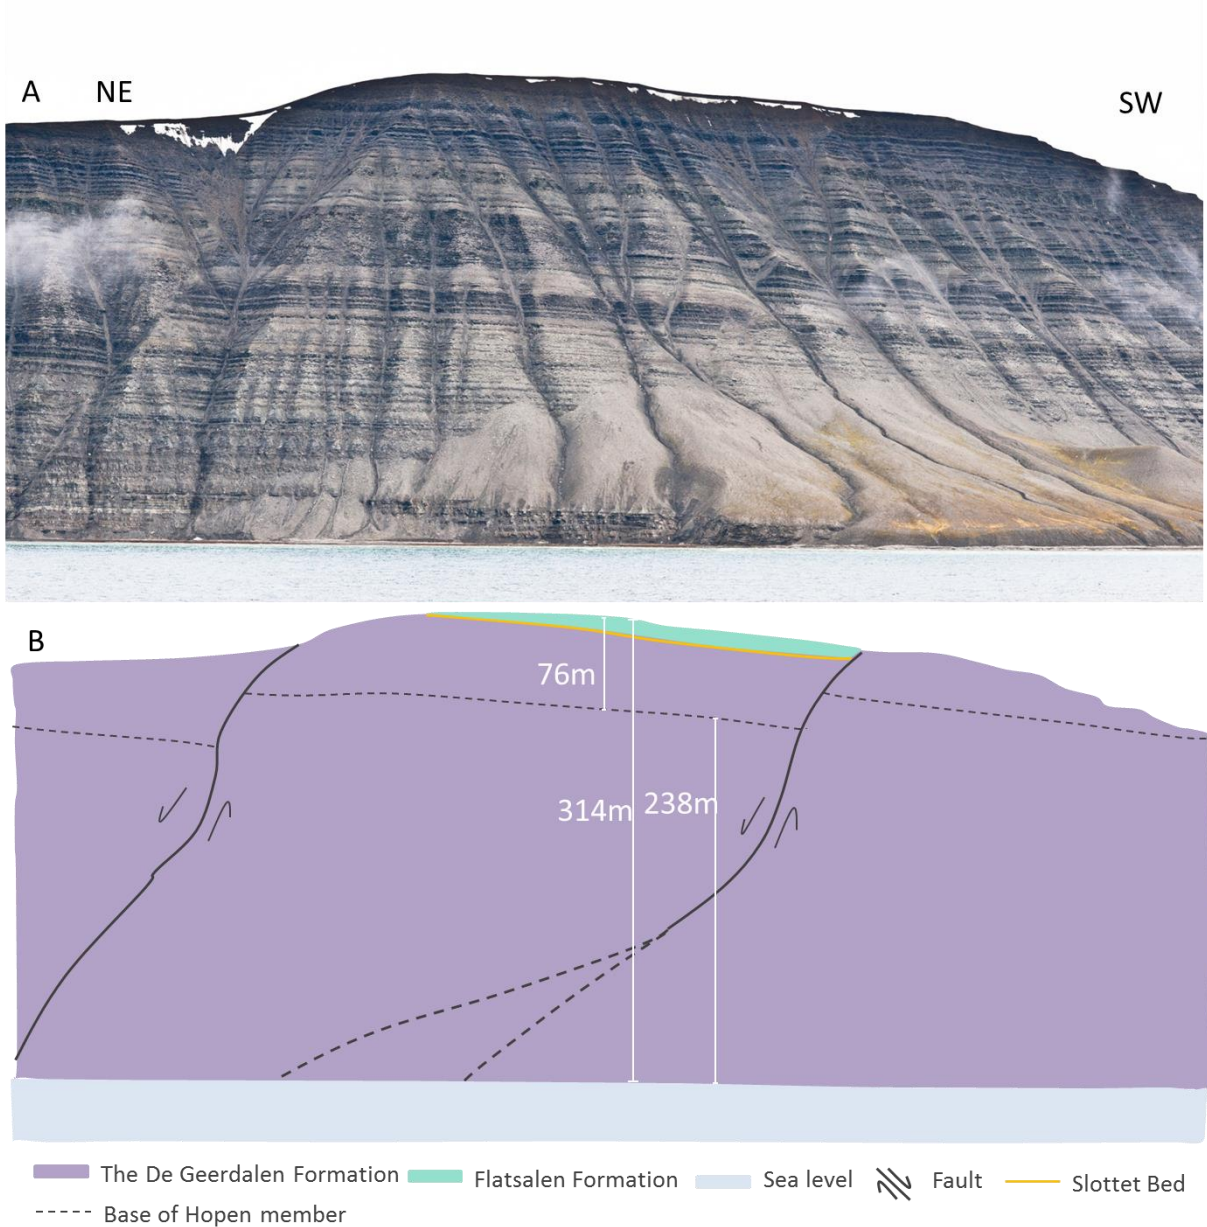 A
NE
SW
B
76m
314m
238m
The De Geerdalen Formation
Flatsalen Formation
Sea level
Fault
Slottet Bed
Base of Hopen member